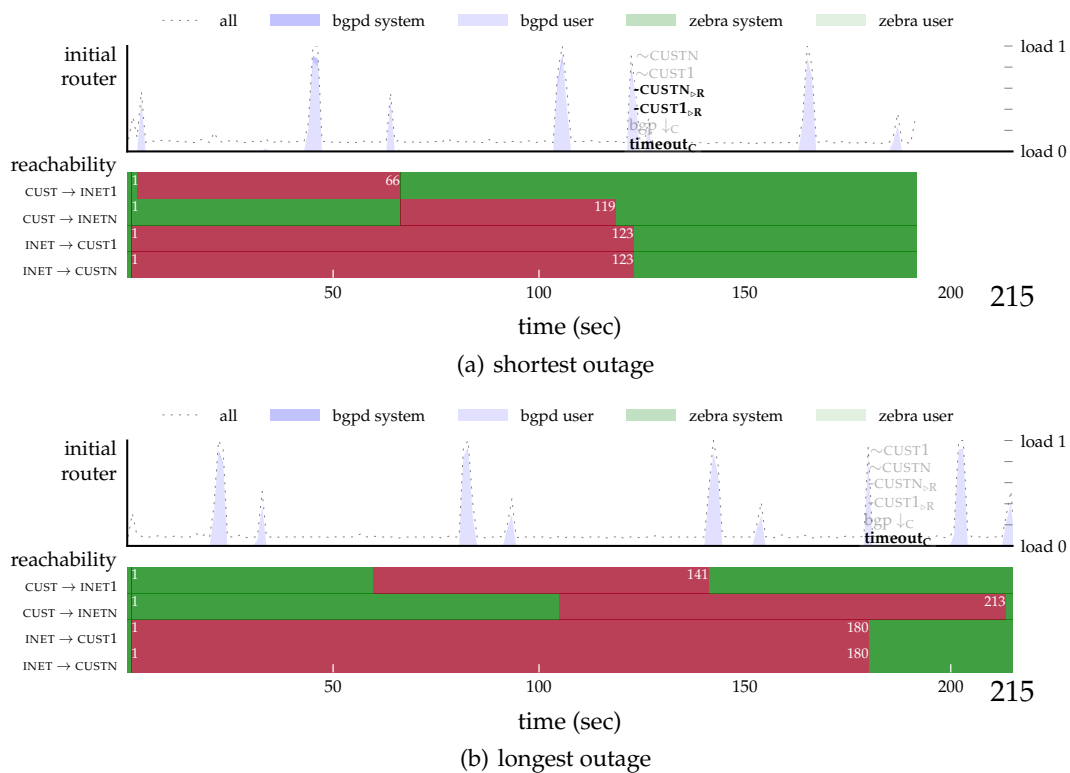 all bgpd system bgpd user zebra system zebra user
initial
router
load 1
~CUSTN
~CUST1
-CUSTN▹R
-CUST1▹R
bgp ↓C
timeoutC
load 0
reachability
CUST → INET1 1 66
CUST → INETN 1 119
INET → CUST1 1 123
INET → CUSTN 1 123
50 100 150 200 215
time (sec)
(a) shortest outage
all bgpd system bgpd user zebra system zebra user
initial
router
load 1
~CUST1
~CUSTN
-CUSTN▹R
-CUST1▹R
bgp ↓C
timeoutC
load 0
reachability
CUST → INET1 1 141
CUST → INETN 1 213
INET → CUST1 1 180
INET → CUSTN 1 180
50 100 150 200 215
time (sec)
(b) longest outage